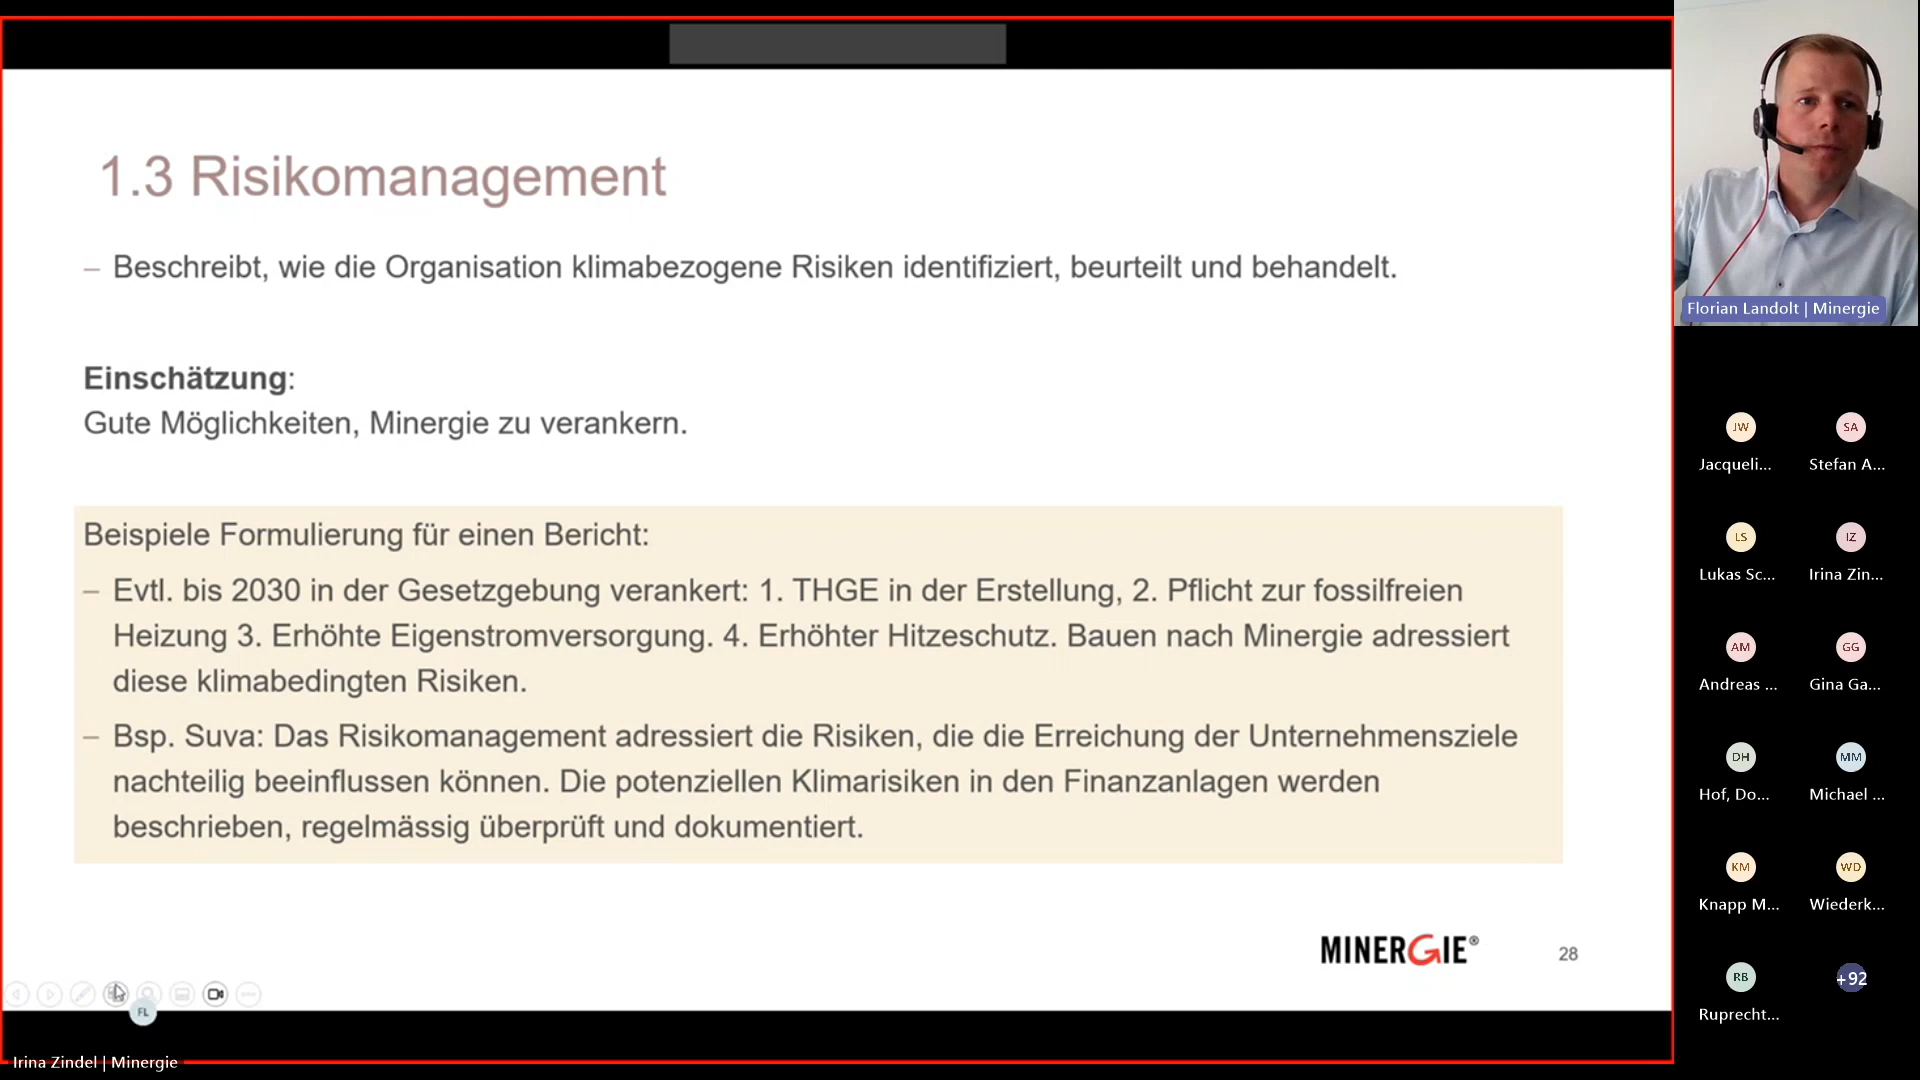 1.3 Risikomanagement
– Beschreibt, wie die Organisation klimabezogene Risiken identifiziert, beurteilt und behandelt.
Einschätzung:
Gute Möglichkeiten, Minergie zu verankern.
Beispiele Formulierung für einen Bericht:
– Evtl. bis 2030 in der Gesetzgebung verankert: 1. THGE in der Erstellung, 2. Pflicht zur fossilfreien
Heizung 3. Erhöhte Eigenstromversorgung. 4. Erhöhter Hitzeschutz. Bauen nach Minergie adressiert
diese klimabedingten Risiken.
– Bsp. Suva: Das Risikomanagement adressiert die Risiken, die die Erreichung der Unternehmensziele
nachteilig beeinflussen können. Die potenziellen Klimarisiken in den Finanzanlagen werden
beschrieben, regelmässig überprüft und dokumentiert.
MINERGIE®
28
FL
Irina Zindel | Minergie
Florian Landolt | Minergie
JW
SA
Jacqueli...
Stefan A...
LS
IZ
Lukas Sc...
Irina Zin...
AM
GG
Andreas ...
Gina Ga...
DH
MM
Hof, Do...
Michael ...
KM
WD
Knapp M...
Wiederk...
RB
+92
Ruprecht...